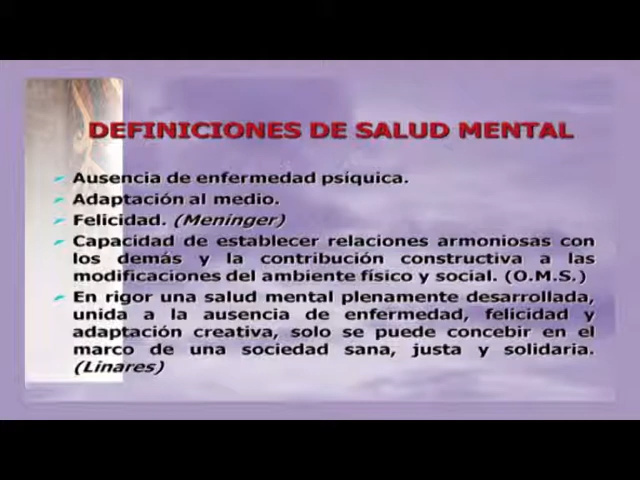 DEFINICIONES DE SALUD MENTAL
Ausencia de enfermedad psíquica.
Adaptación al medio.
Felicidad. (Meninger)
Capacidad de establecer relaciones armoniosas con
los demás y la contribución constructiva a las
modificaciones del ambiente físico y social. (O.M.S.)
En rigor una salud mental plenamente desarrollada,
unida a la ausencia de enfermedad, felicidad y
adaptación creativa, solo se puede concebir en el
marco de una sociedad sana, justa y solidaria.
(Linares)